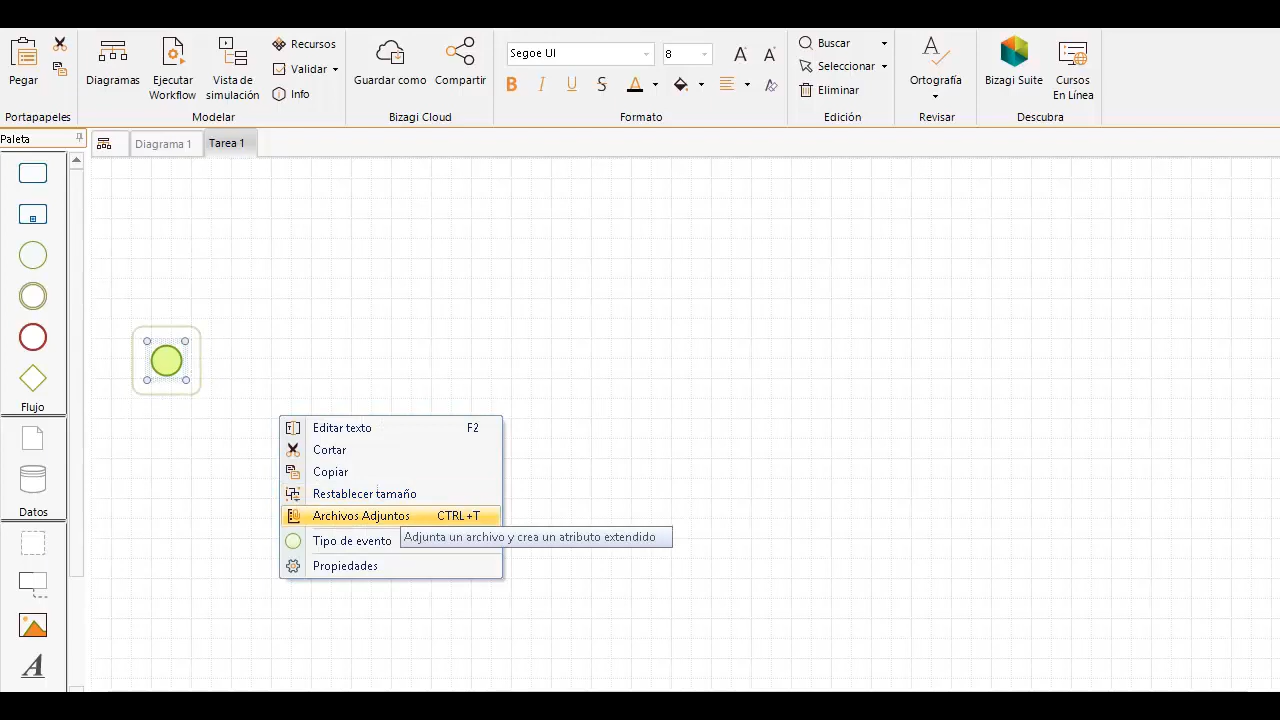 Pegar
Portapapeles
Diagramas
Ejecutar
Workflow
Vista de
simulación
Recursos
Validar
Info
Modelar
Guardar como
Compartir
Bizagi Cloud
Segoe UI
8
A A
B I U S A
Formato
Buscar
Seleccionar
Eliminar
Edición
Ortografía
Revisar
Bizagi Suite
Cursos
En Línea
Descubra
Paleta
Diagrama 1
Tarea 1
Flujo
Datos
A
Editar texto F2
Cortar
Copiar
Restablecer tamaño
Archivos Adjuntos CTRL+T
Adjunta un archivo y crea un atributo extendido
Tipo de evento
Propiedades